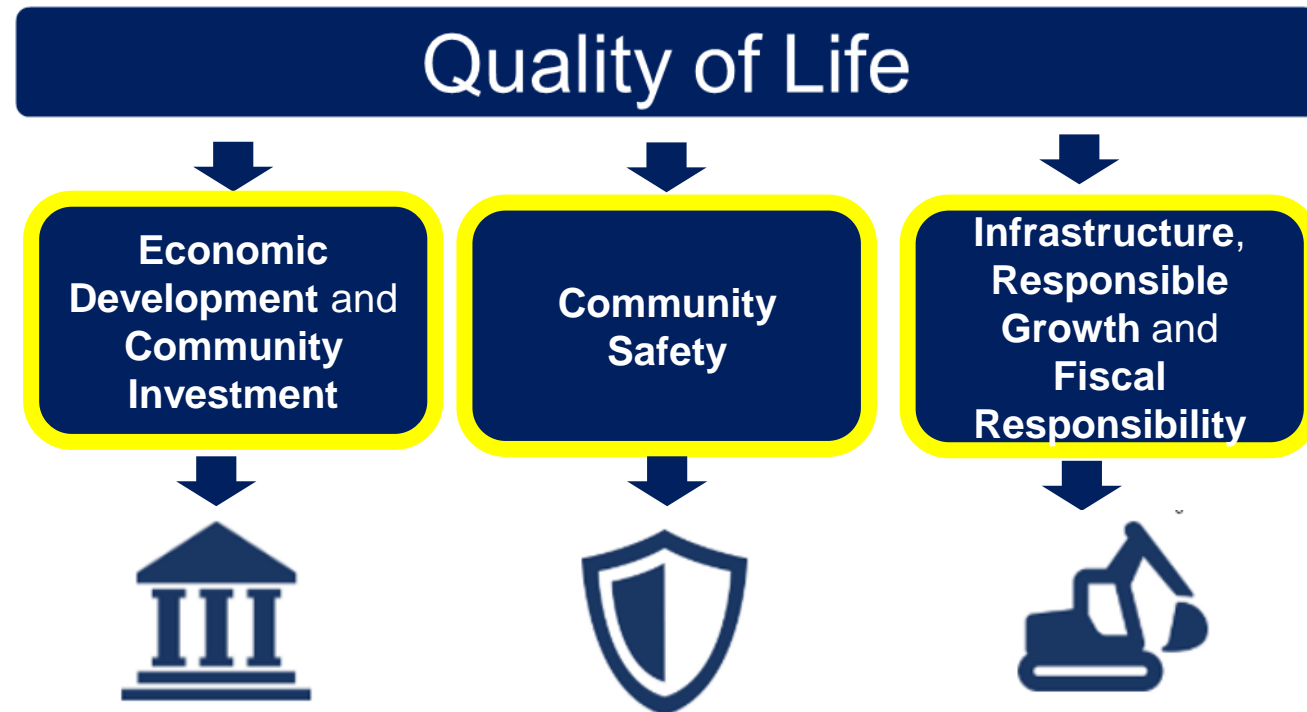 Quality of Life
Economic
Development and
Community
Investment
Community
Safety
Infrastructure,
Responsible
Growth and
Fiscal
Responsibility